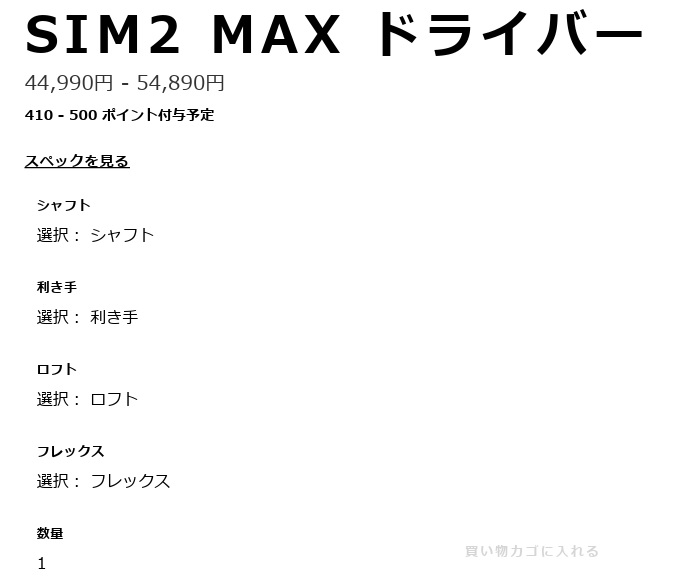 SIM2 MAX ドライバー
44,990円 - 54,890円
410 - 500 ポイント付与予定
スペックを見る
シャフト
選択： シャフト
利き手
選択： 利き手
ロフト
選択： ロフト
フレックス
選択： フレックス
数量
1
買い物カゴに入れる